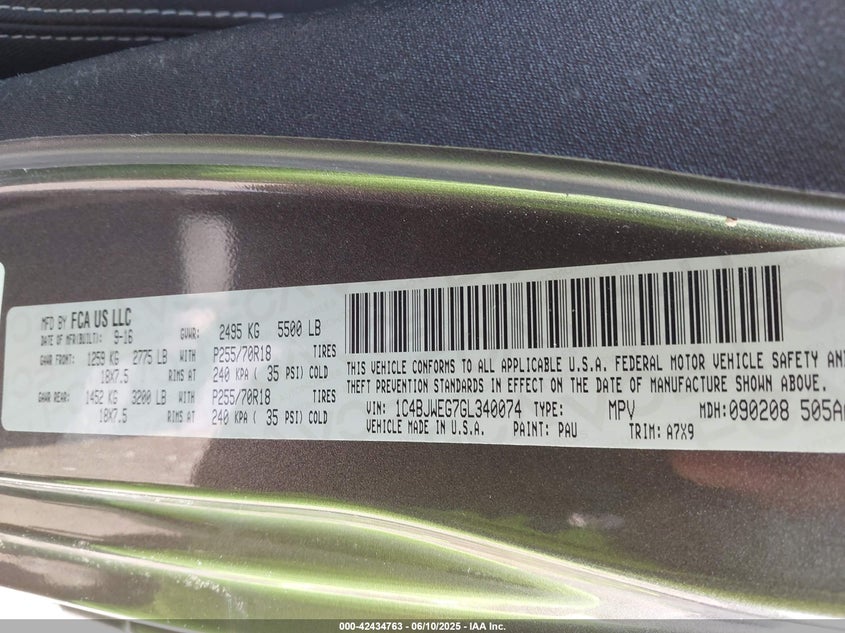 MFD BY FCA US LLC
DATE OF MFR(BUILT): 9-16 GVWR: 2495 KG 5500 LB
GAWR FRONT: 1259 KG 2775 LB WITH P255/70R18 TIRES
18X7.5 RIMS AT 240 KPA ( 35 PSI) COLD
GAWR REAR: 1452 KG 3200 LB WITH P255/70R18 TIRES
18X7.5 RIMS AT 240 KPA ( 35 PSI) COLD
THIS VEHICLE CONFORMS TO ALL APPLICABLE U.S.A. FEDERAL MOTOR VEHICLE SAFETY AND
THEFT PREVENTION STANDARDS IN EFFECT ON THE DATE OF MANUFACTURE SHOWN ABOVE.
VIN: 1C4BJWEG7GL340074 TYPE: MPV MDH: 090208 505A
VEHICLE MADE IN U.S.A. PAINT: PAU TRIM: A7X9
000-42434763 - 06/10/2025 - IAA Inc.